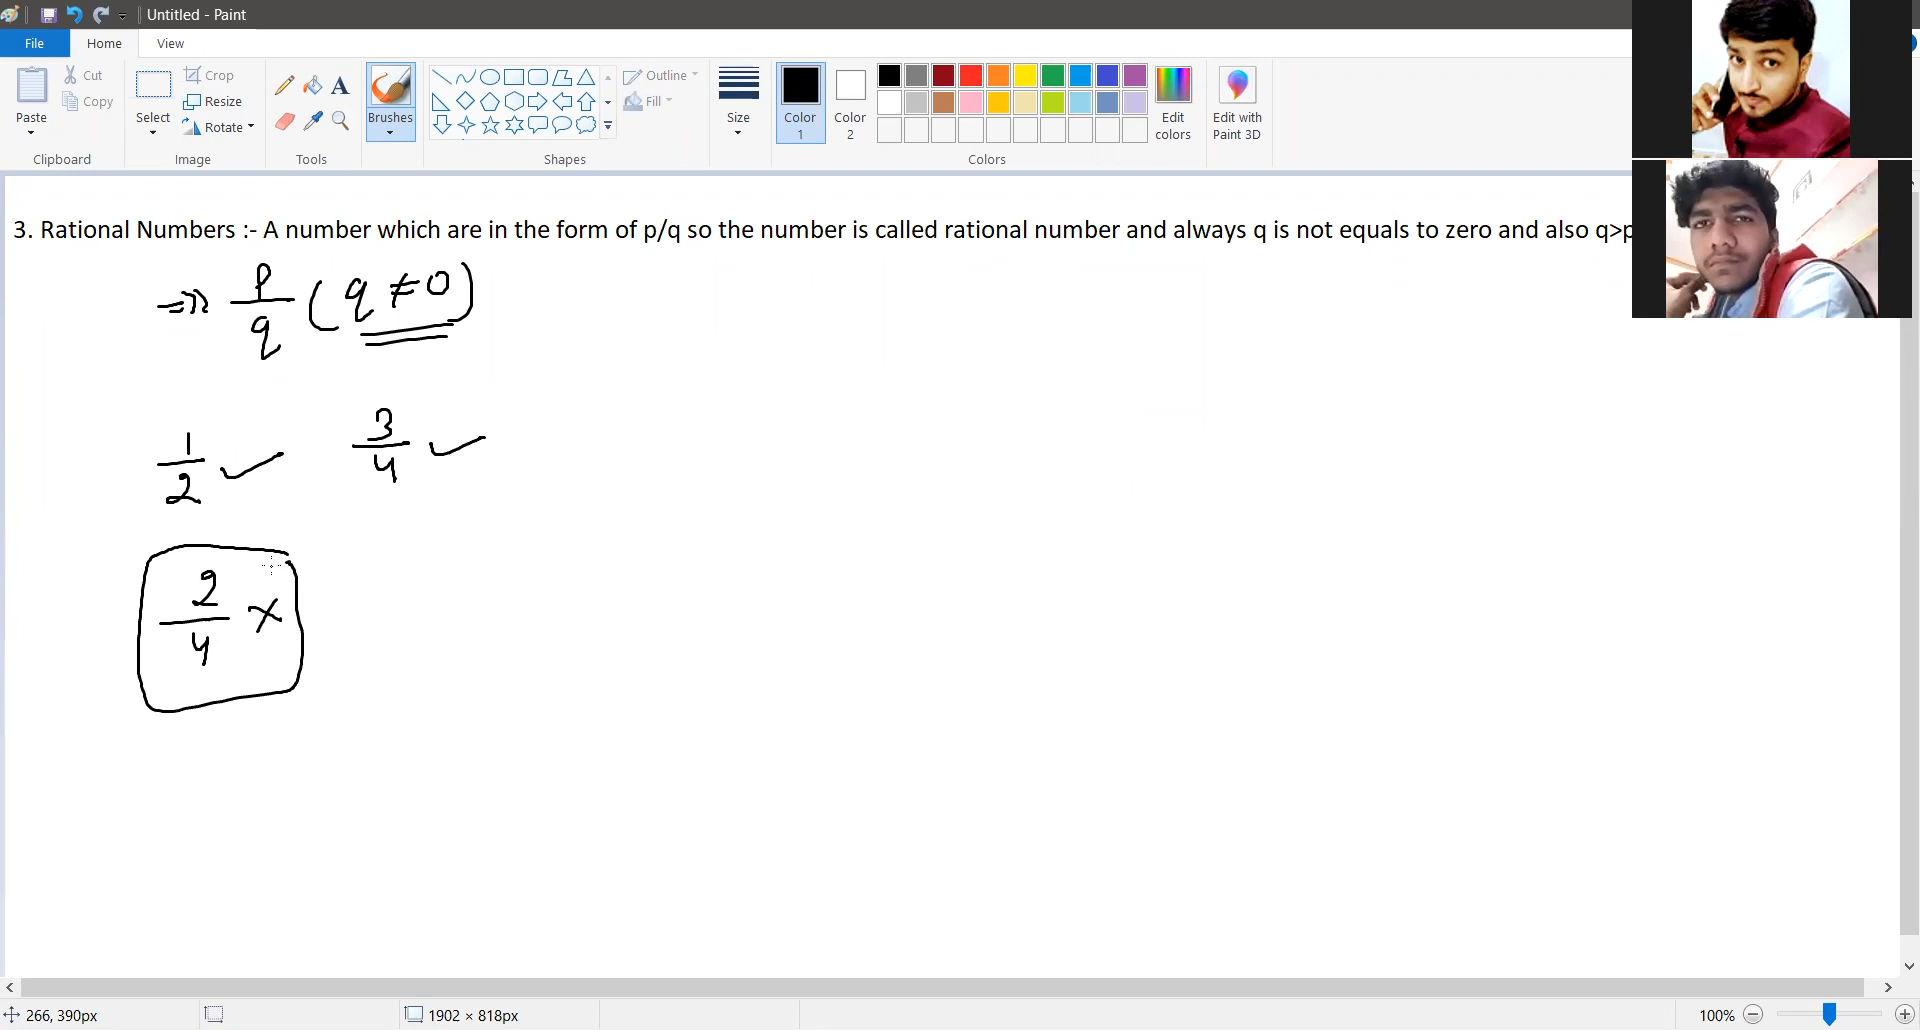 Untitled - Paint
File Home View
Paste
Cut
Copy
Clipboard
Select
Crop
Resize
Rotate
Image
Tools
Brushes
Shapes
Outline
Fill
Size
Color 1
Color 2
Colors
Edit colors
Edit with Paint 3D
3. Rational Numbers :- A number which are in the form of p/q so the number is called rational number and always q is not equals to zero and also q>p
⇒» p/q ( q ≠ 0 )
1/2 ✓ 3/4 ✓
2/4 ×
266, 390px
1902 × 818px
100%